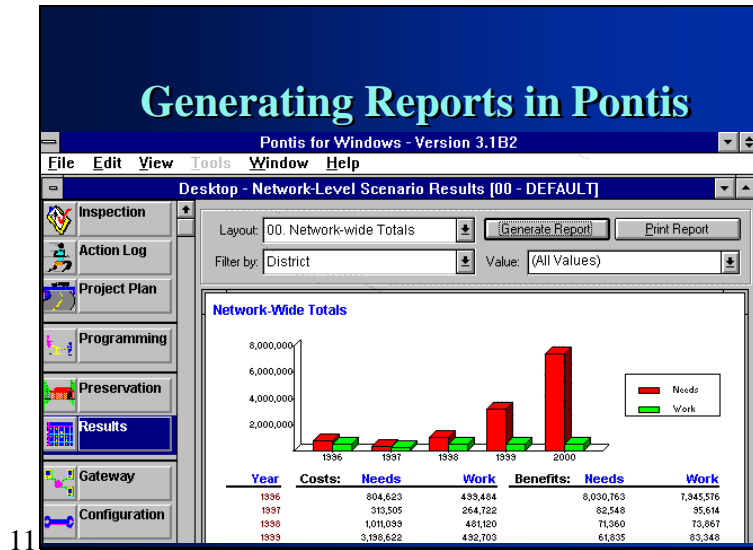 Generating Reports in Pontis
Pontis for Windows - Version 3.1B2
File Edit View Tools Window Help
Desktop - Network-Level Scenario Results [00 - DEFAULT]
Inspection
Action Log
Project Plan
Programming
Preservation
Results
Gateway
Configuration
Layout: 00. Network-wide Totals Generate Report Print Report
Filter by: District Value: (All Values)
Network-Wide Totals
8,000,000
6,000,000
4,000,000
2,000,000
1996 1997 1998 1999 2000
Needs
Work
Year Costs: Needs Work Benefits: Needs Work
1996 804,623 499,484 8,030,763 7,945,576
1997 313,505 264,722 82,548 95,614
1998 1,011,099 481,120 71,360 73,867
1999 3,198,622 492,703 61,835 83,348
11